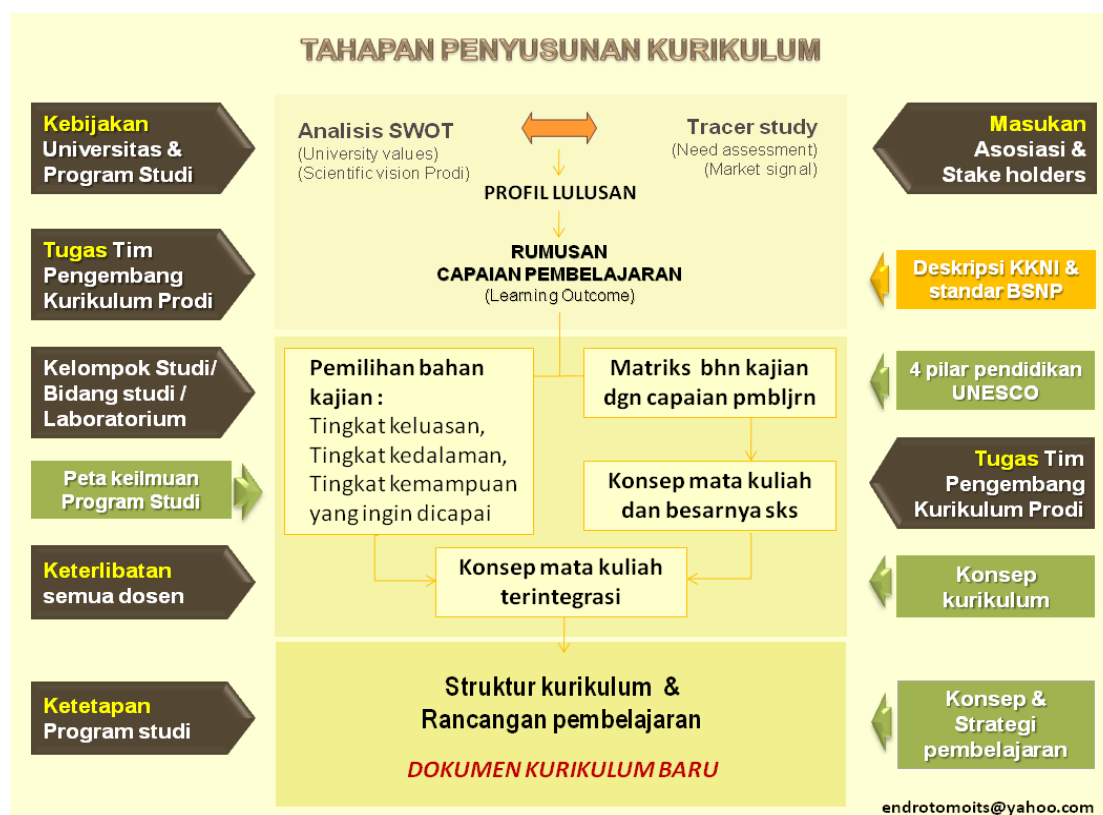 TAHAPAN PENYUSUNAN KURIKULUM
Kebijakan
Universitas &
Program Studi
Analisis SWOT
(University values)
(Scientific vision Prodi)
Tracer study
(Need assessment)
(Market signal)
Masukan
Asosiasi &
Stake holders
PROFIL LULUSAN
Tugas Tim
Pengembang
Kurikulum Prodi
RUMUSAN
CAPAIAN PEMBELAJARAN
(Learning Outcome)
Deskripsi KKNI &
standar BSNP
Kelompok Studi/
Bidang studi /
Laboratorium
Pemilihan bahan
kajian :
Tingkat keluasan,
Tingkat kedalaman,
Tingkat kemampuan
yang ingin dicapai
Matriks bhn kajian
dgn capaian pmbljrn
4 pilar pendidikan
UNESCO
Peta keilmuan
Program Studi
Konsep mata kuliah
dan besarnya sks
Tugas Tim
Pengembang
Kurikulum Prodi
Keterlibatan
semua dosen
Konsep mata kuliah
terintegrasi
Konsep
kurikulum
Ketetapan
Program studi
Struktur kurikulum &
Rancangan pembelajaran
DOKUMEN KURIKULUM BARU
Konsep &
Strategi
pembelajaran
endrotomoits@yahoo.com